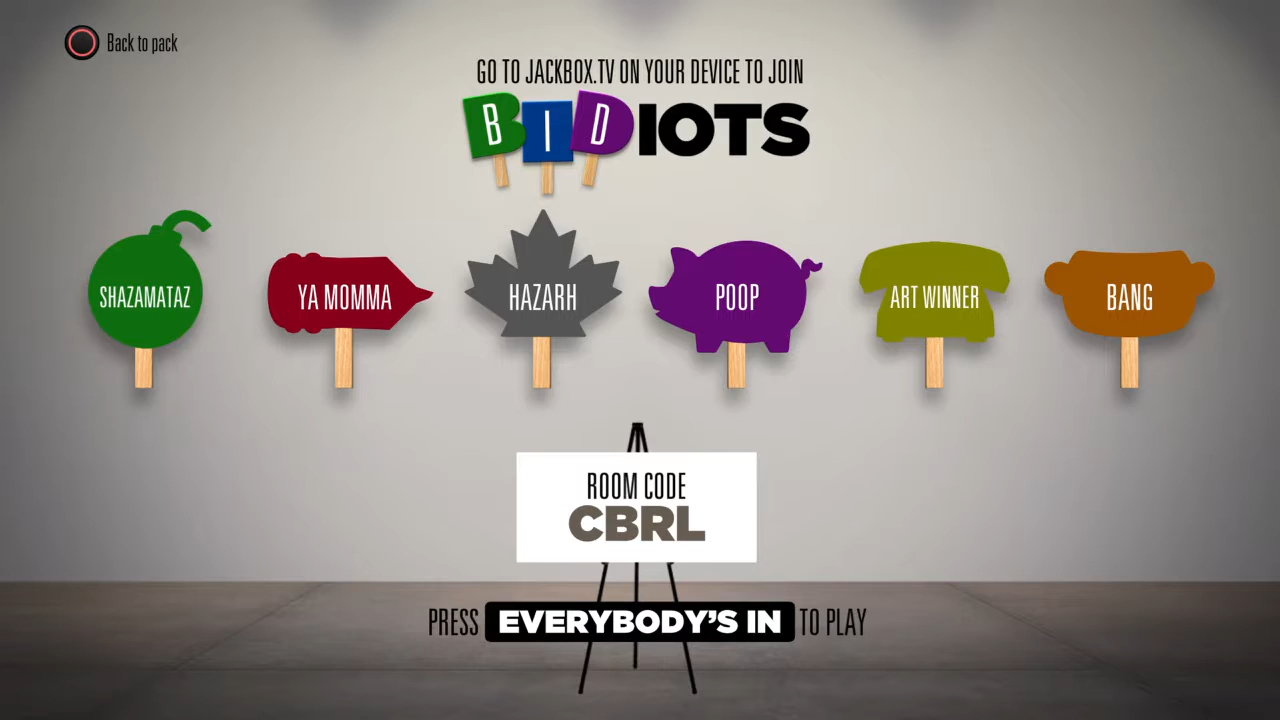 Back to pack
GO TO JACKBOX.TV ON YOUR DEVICE TO JOIN
BIDIOTS
SHAZAMATAZ
YA MOMMA
HAZARH
POOP
ART WINNER
BANG
ROOM CODE
CBRL
PRESS EVERYBODY'S IN TO PLAY